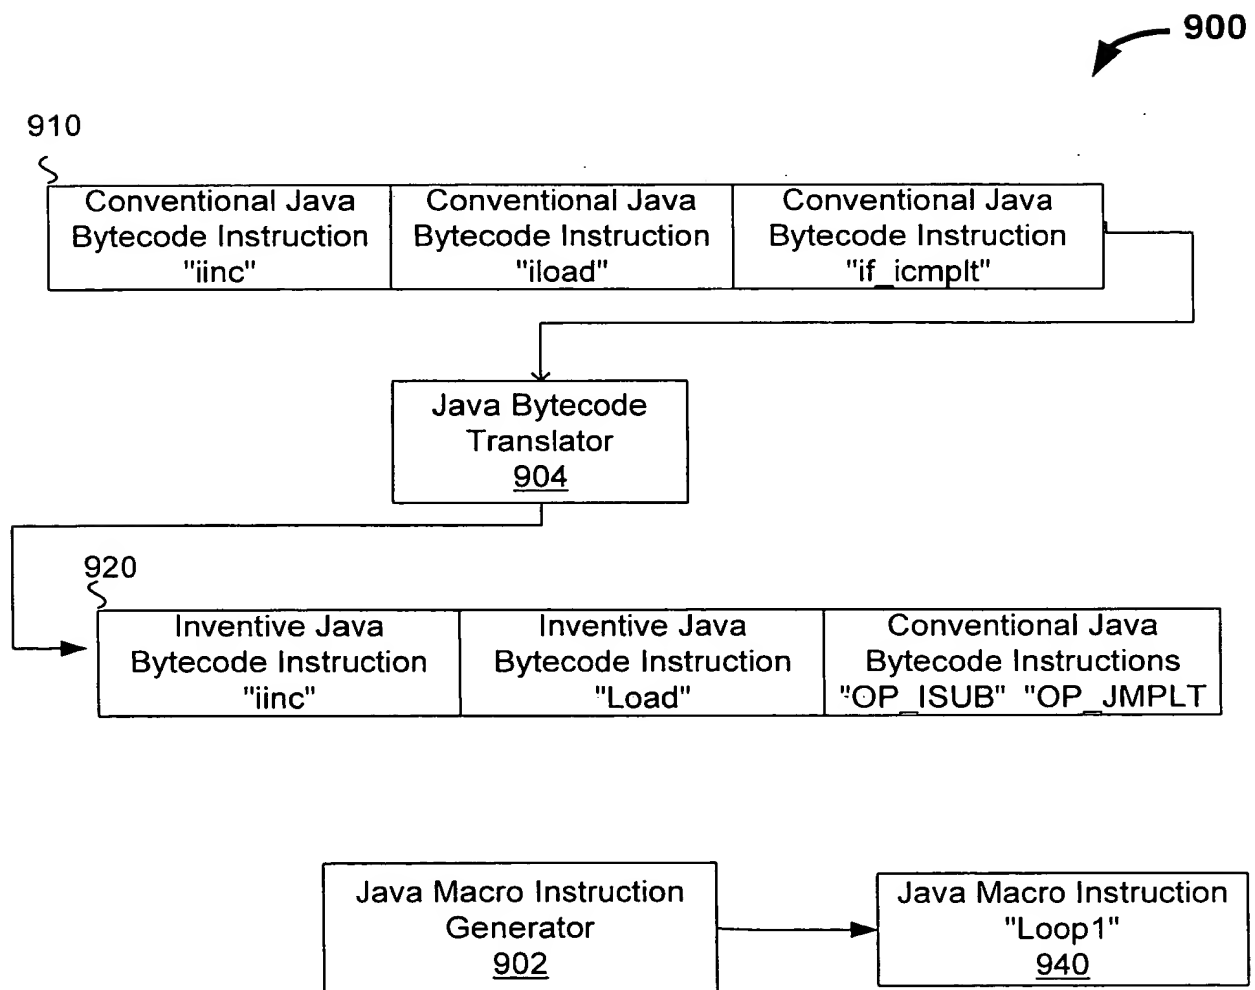 900
910
Conventional Java
Bytecode Instruction
"iinc"
Conventional Java
Bytecode Instruction
"iload"
Conventional Java
Bytecode Instruction
"if_icmplt"
Java Bytecode
Translator
904
920
Inventive Java
Bytecode Instruction
"iinc"
Inventive Java
Bytecode Instruction
"Load"
Conventional Java
Bytecode Instructions
"OP_ISUB" "OP_JMPLT
Java Macro Instruction
Generator
902
Java Macro Instruction
"Loop1"
940